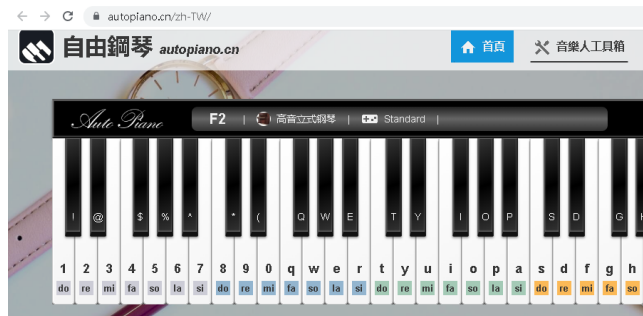 autopiano.cn/zh-TW/
自由鋼琴 autopiano.cn
首頁
音樂人工具箱
Auto Piano
F2 | 高音立式鋼琴 | Standard |
! @ $ % ^ * ( Q W E T Y I O P S D G H
1 2 3 4 5 6 7 8 9 0 q w e r t y u i o p a s d f g h
do re mi fa so la si do re mi fa so la si do re mi fa so la si do re mi fa so